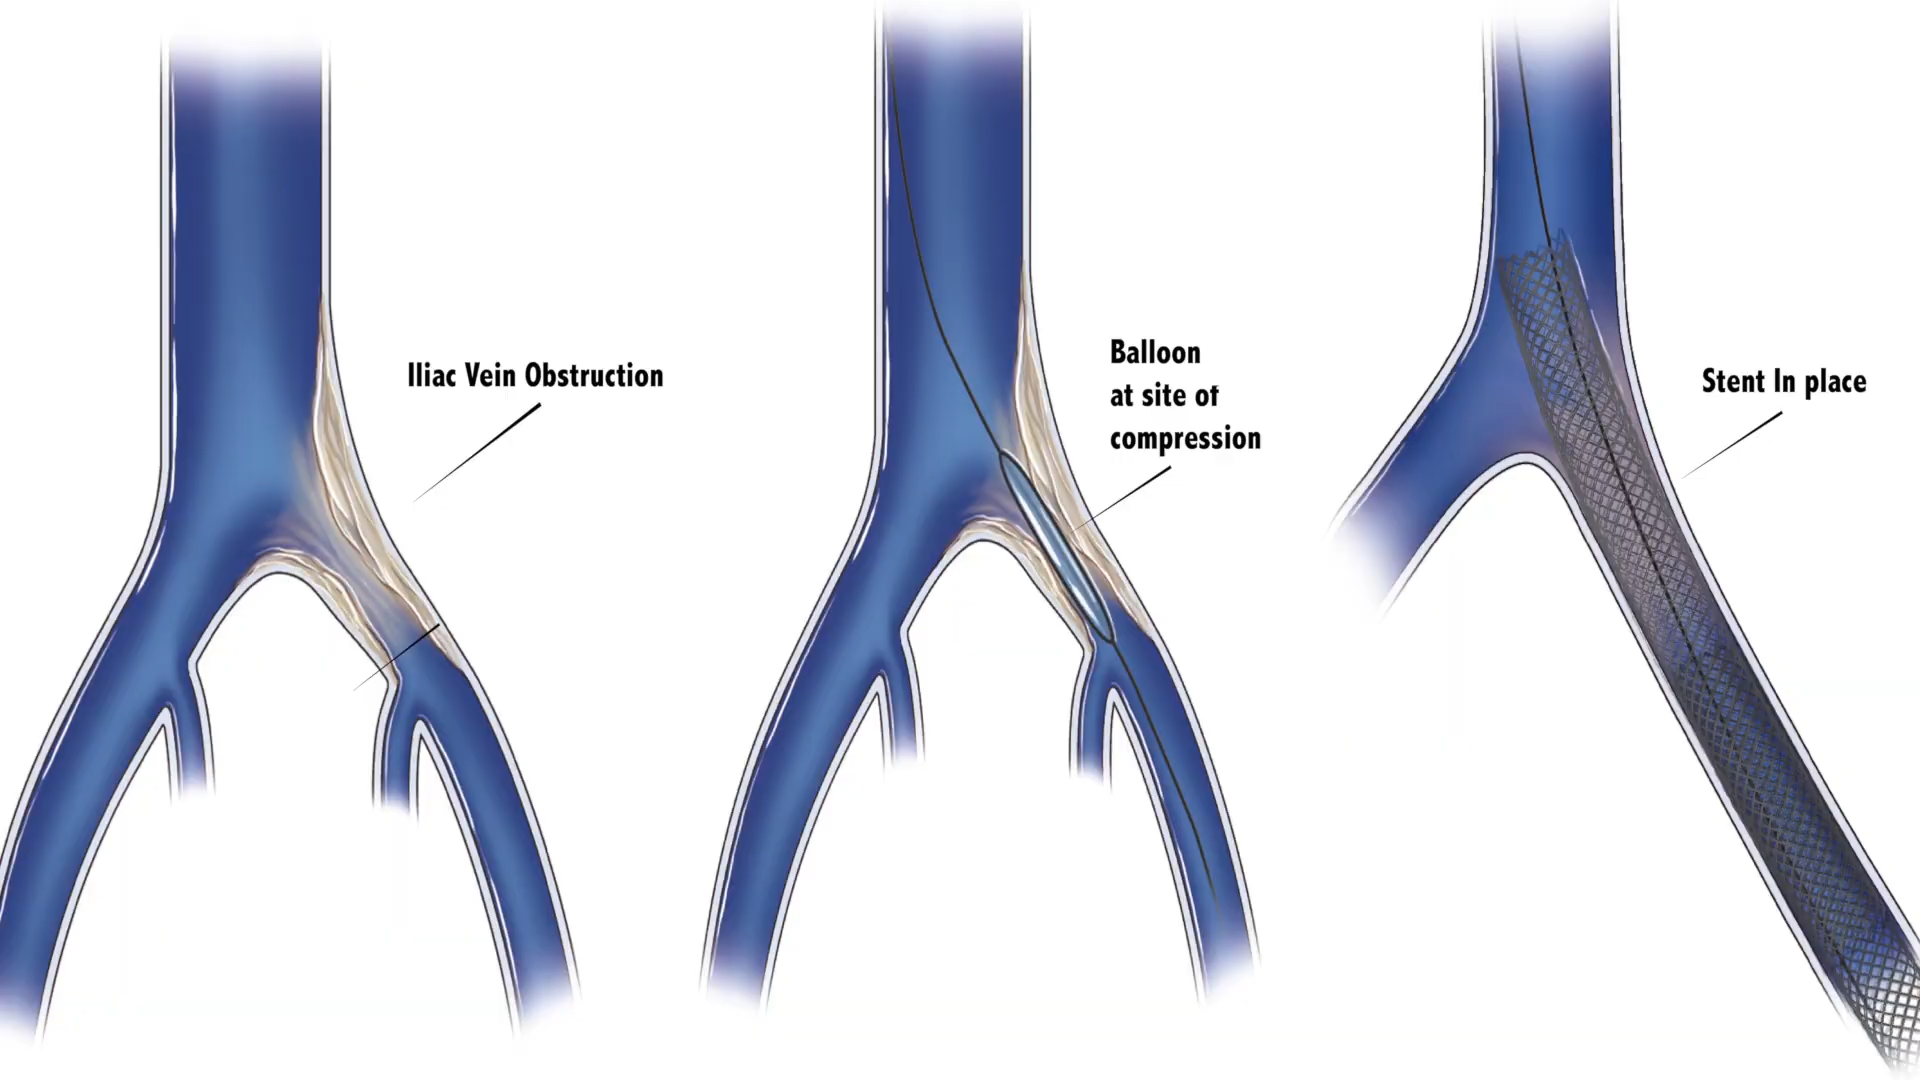 Iliac Vein Obstruction
Balloon
at site of
compression
Stent In place